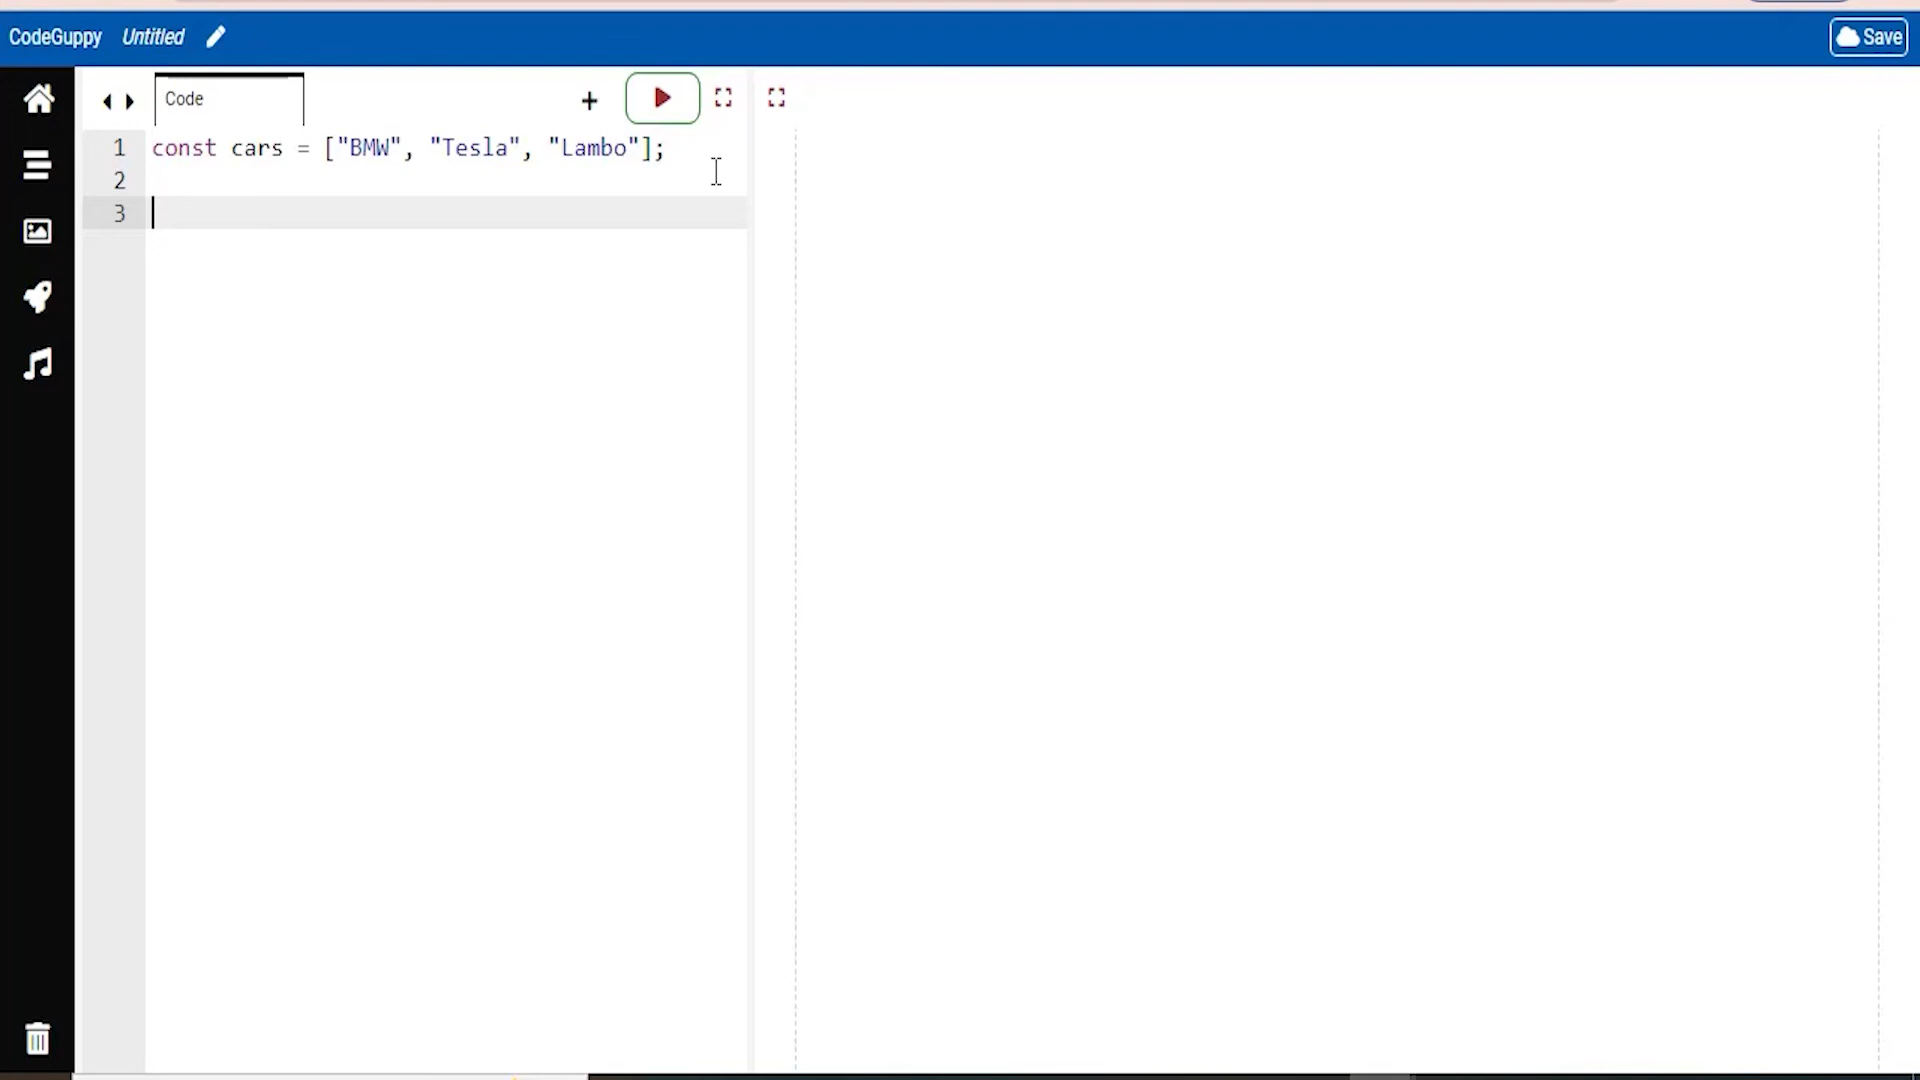 CodeGuppy Untitled Save
Code +
1 const cars = ["BMW", "Tesla", "Lambo"];
2
3